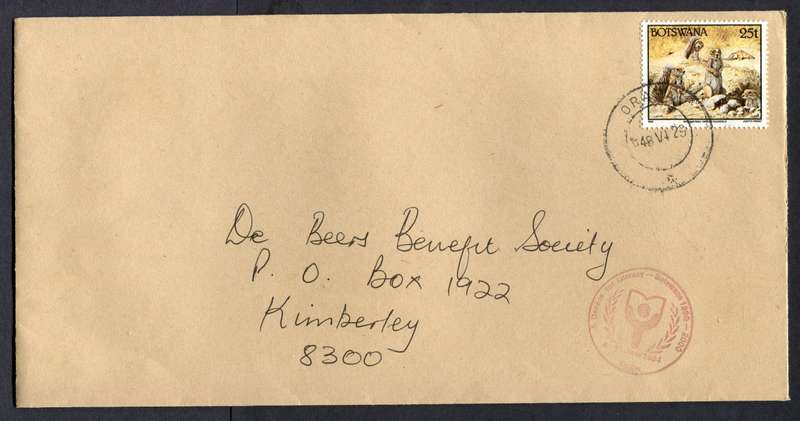 BOTSWANA 25t
De Beers Benefit Society
P. O. Box 1922
Kimberley
8300